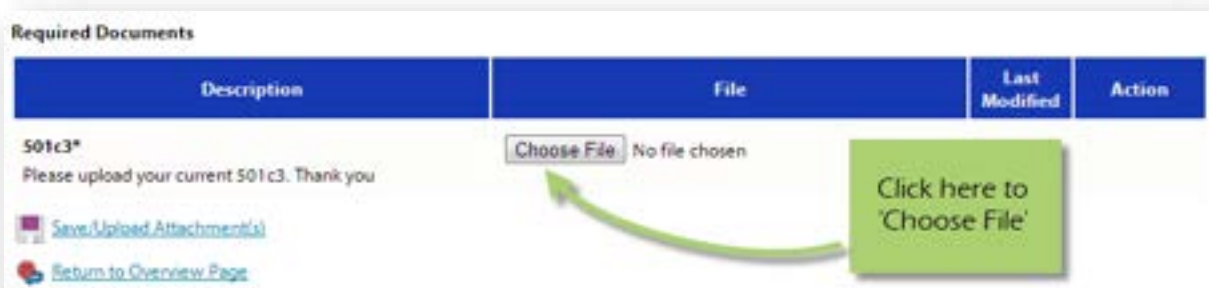 Required Documents
Description File Last Modified Action
501c3*
Please upload your current 501c3. Thank you
Choose File No file chosen
Click here to
'Choose File'
Save/Upload Attachment(s)
Return to Overview Page